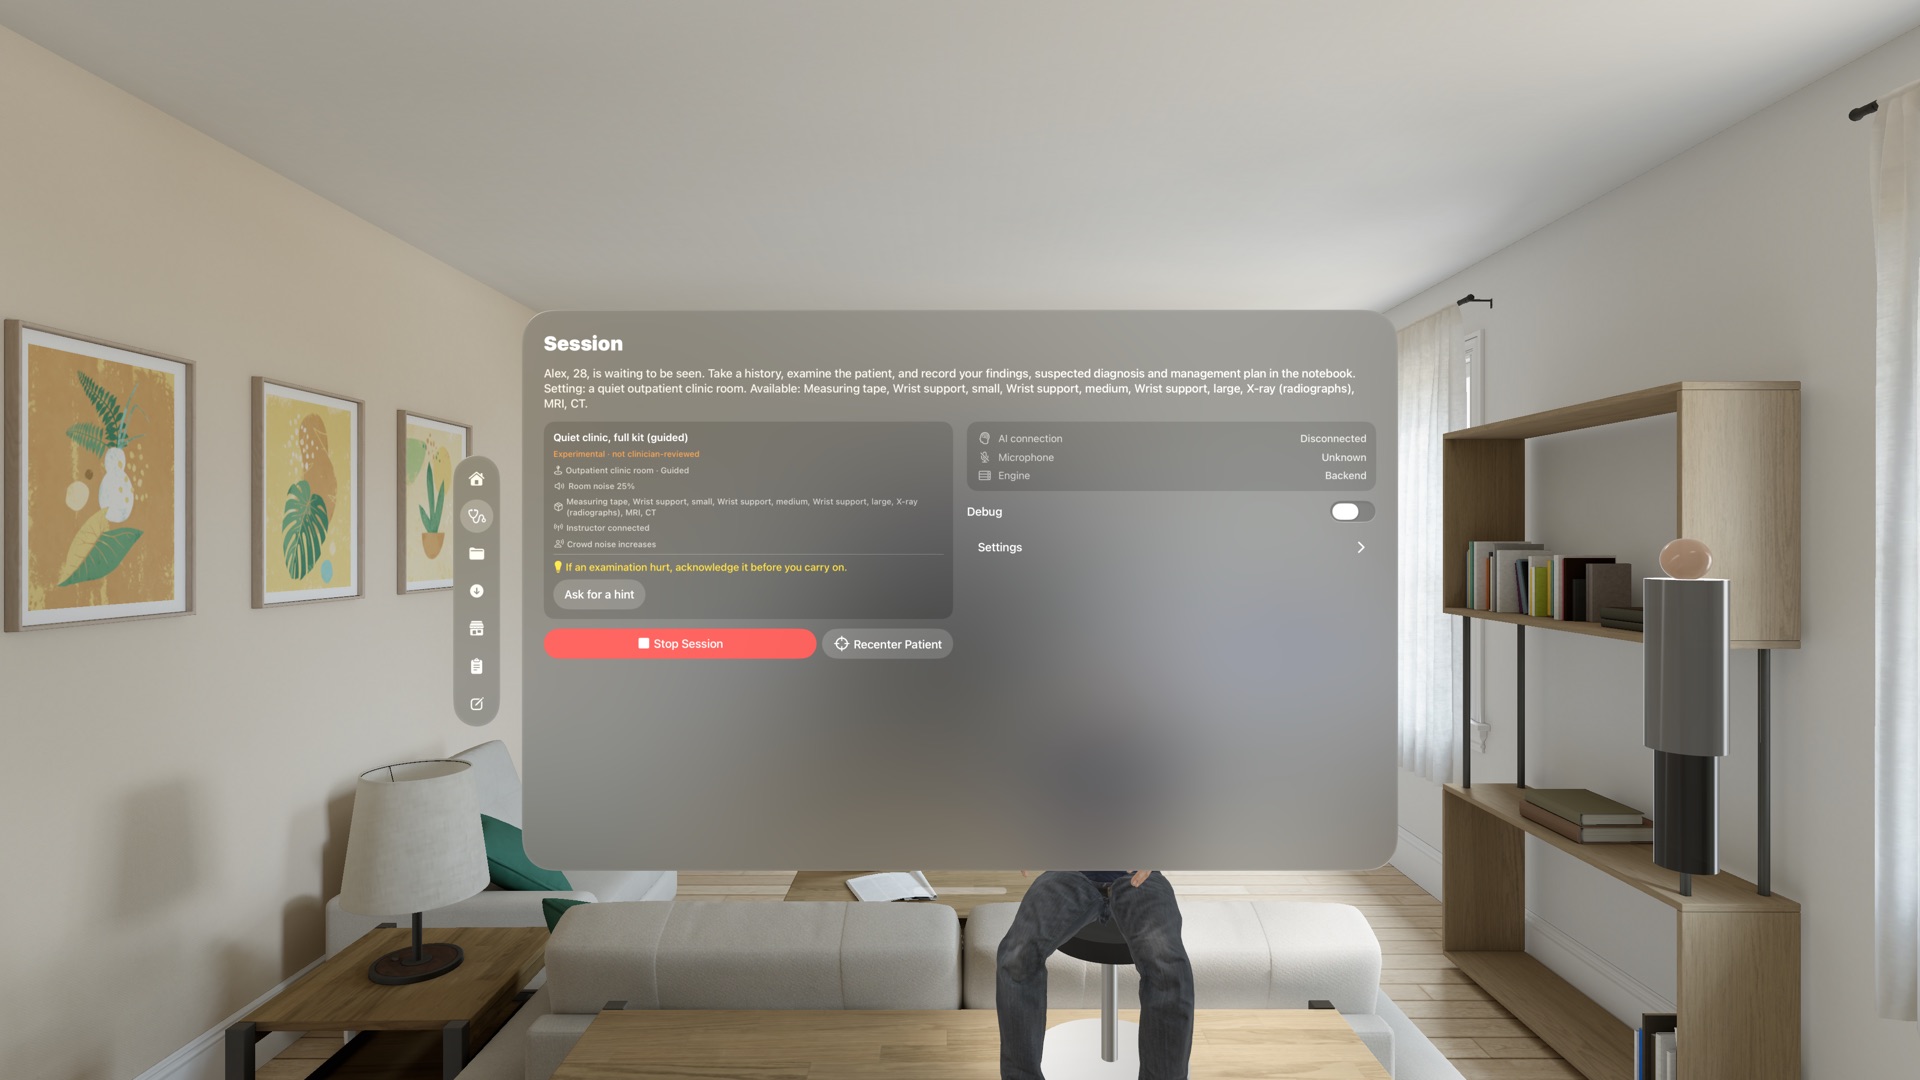 Session
Alex, 28, is waiting to be seen. Take a history, examine the patient, and record your findings, suspected diagnosis and management plan in the notebook.
Setting: a quiet outpatient clinic room. Available: Measuring tape, Wrist support, small, Wrist support, medium, Wrist support, large, X-ray (radiographs),
MRI, CT.
Quiet clinic, full kit (guided)
Experimental · not clinician-reviewed
Outpatient clinic room · Guided
Room noise 25%
Measuring tape, Wrist support, small, Wrist support, medium, Wrist support, large, X-ray
(radiographs), MRI, CT
Instructor connected
Crowd noise increases
If an examination hurt, acknowledge it before you carry on.
Ask for a hint
Stop Session
Recenter Patient
AI connection Disconnected
Microphone Unknown
Engine Backend
Debug
Settings